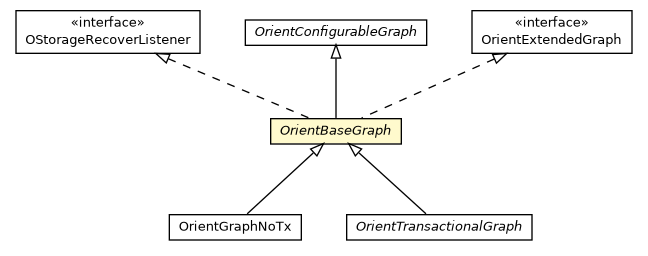 «interface»
OStorageRecoverListener
OrientConfigurableGraph
«interface»
OrientExtendedGraph
OrientBaseGraph
OrientGraphNoTx
OrientTransactionalGraph